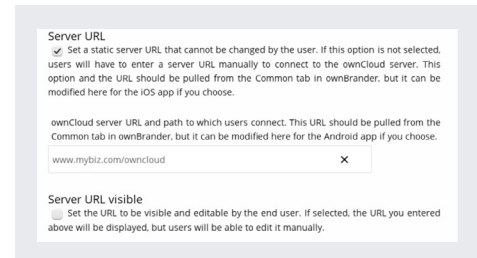 Server URL
Set a static server URL that cannot be changed by the user. If this option is not selected,
users will have to enter a server URL manually to connect to the ownCloud server. This
option and the URL should be pulled from the Common tab in ownBrander, but it can be
modified here for the iOS app if you choose.
ownCloud server URL and path to which users connect. This URL should be pulled from the
Common tab in ownBrander, but it can be modified here for the Android app if you choose.
www.mybiz.com/owncloud
Server URL visible
Set the URL to be visible and editable by the end user. If selected, the URL you entered
above will be displayed, but users will be able to edit it manually.